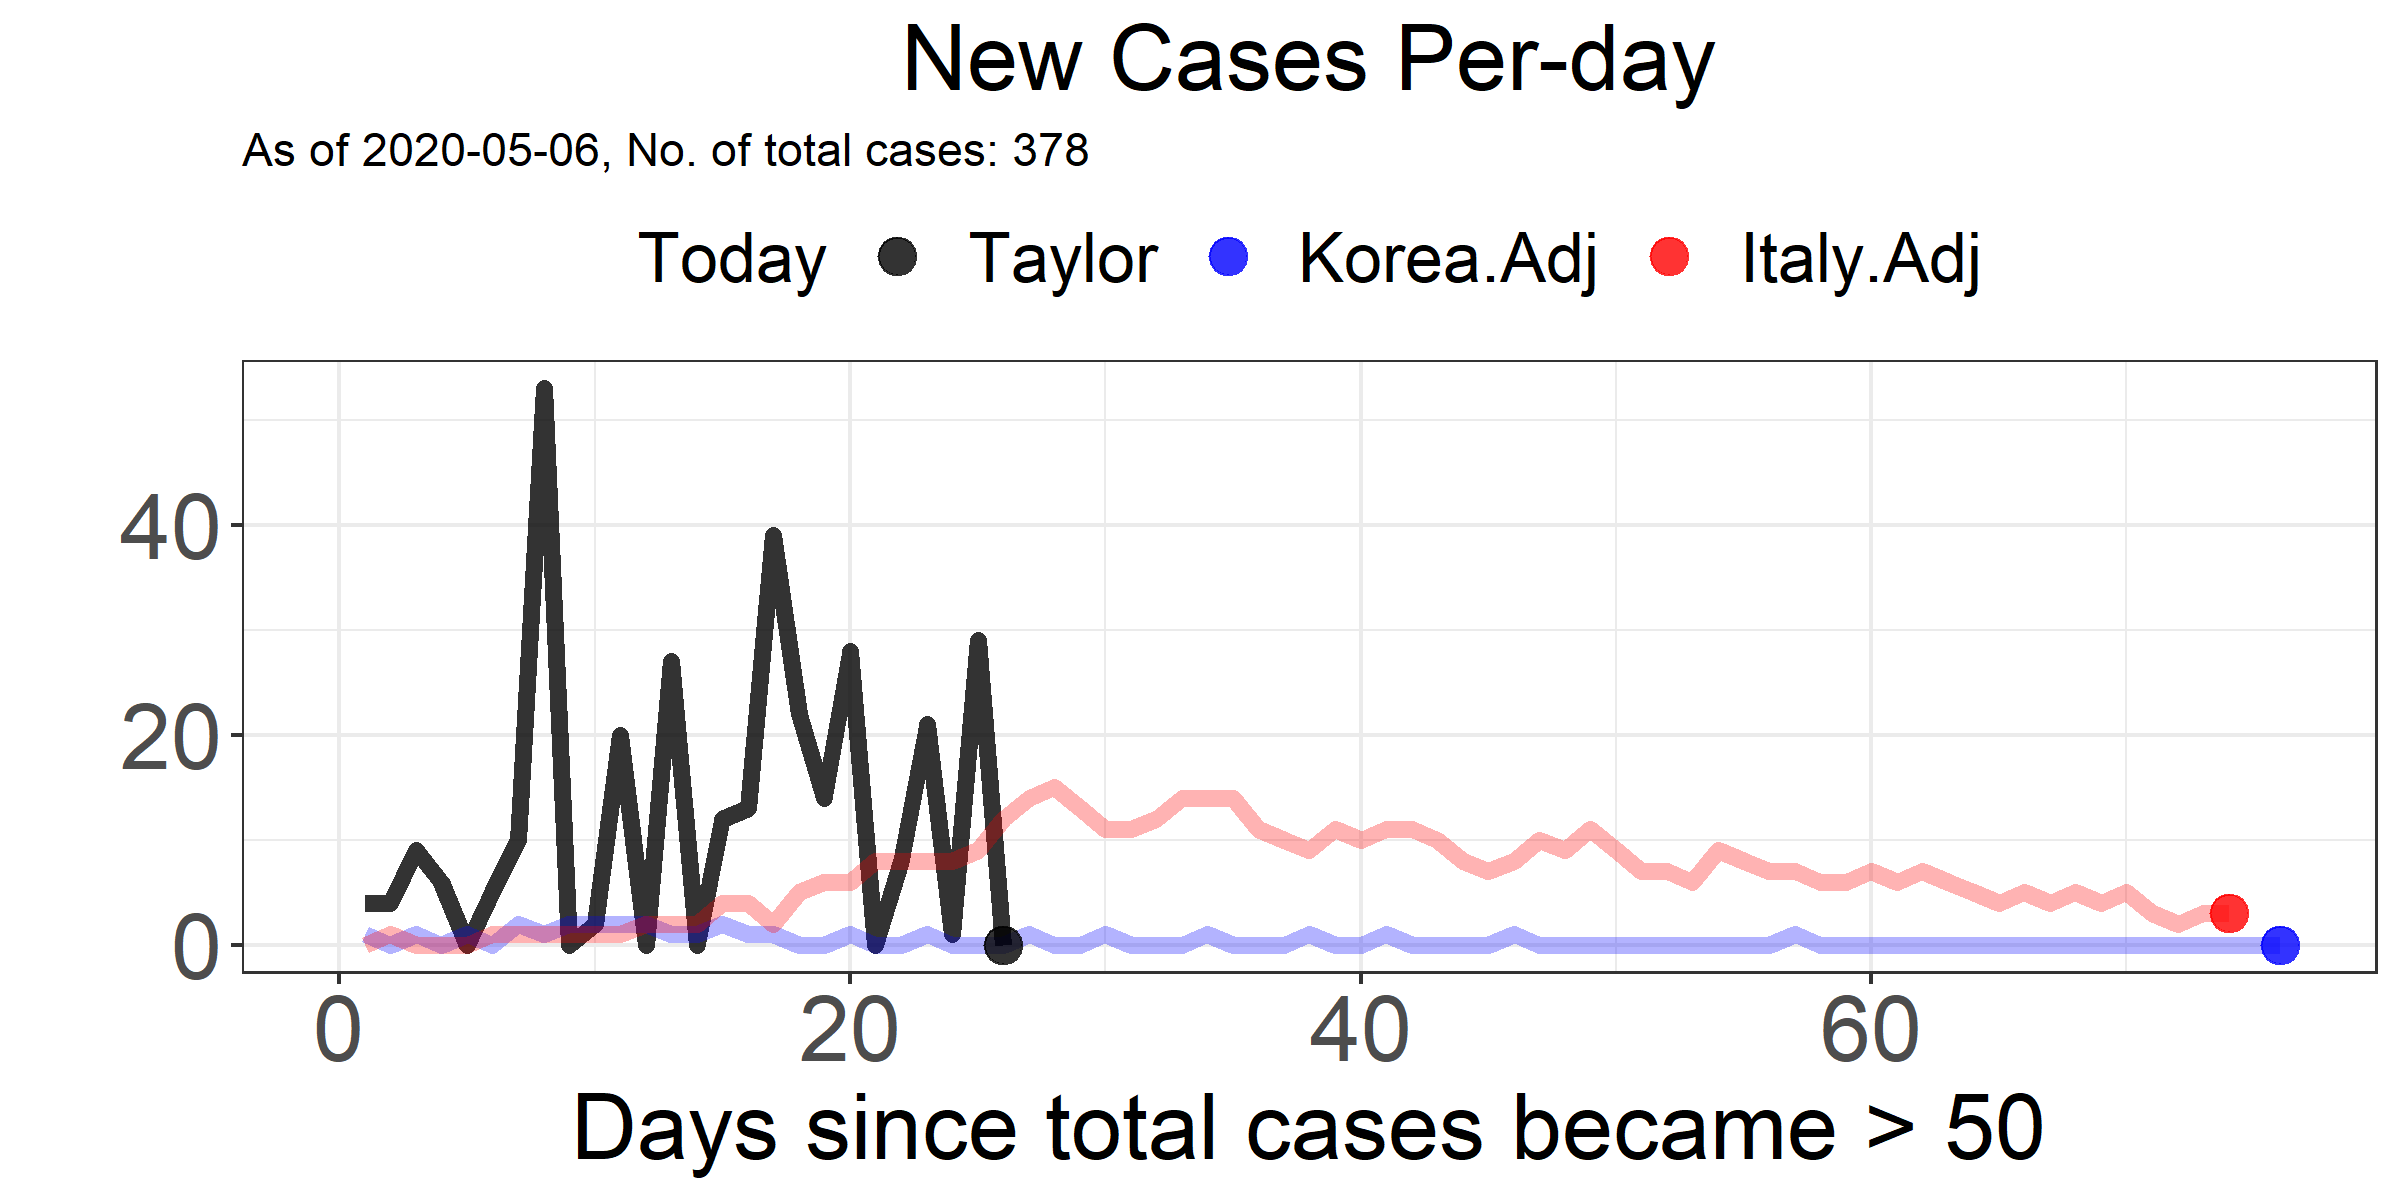 New Cases Per-day
As of 2020-05-06, No. of total cases: 378
Today Taylor Korea.Adj Italy.Adj
40
20
0
0 20 40 60
Days since total cases became > 50